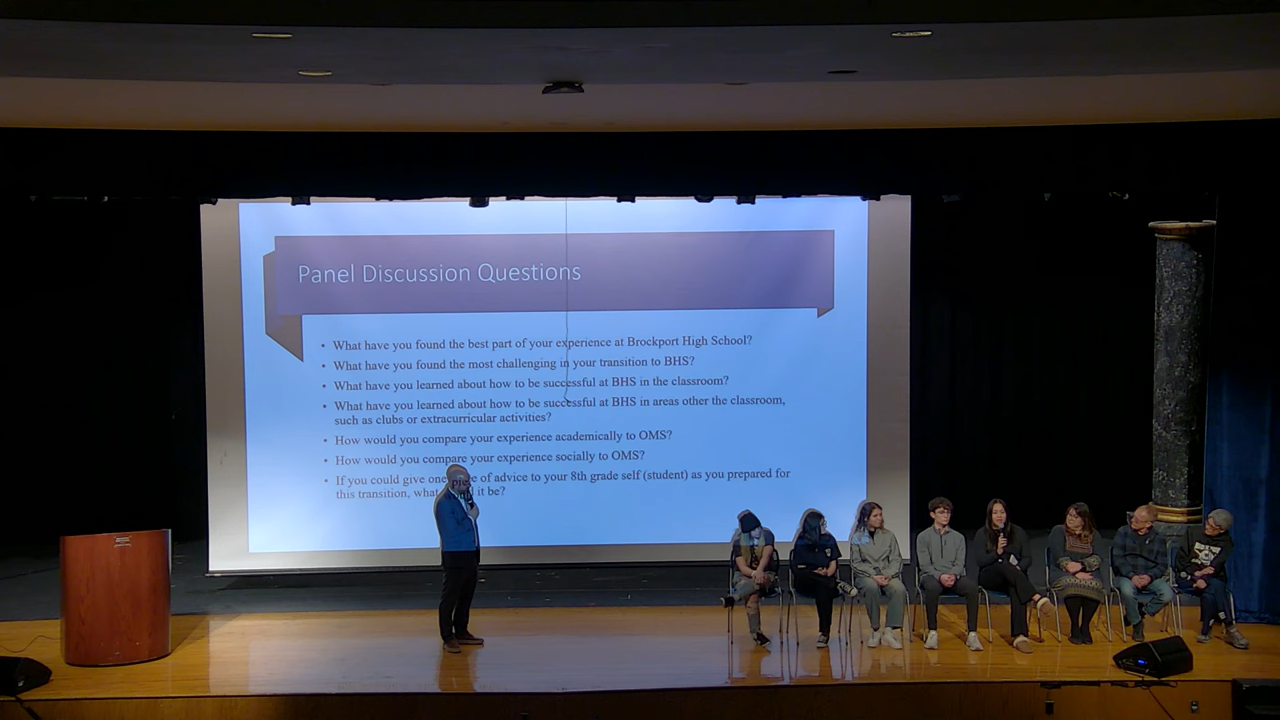 Panel Discussion Questions
• What have you found the best part of your experience at Brockport High School?
• What have you found the most challenging in your transition to BHS?
• What have you learned about how to be successful at BHS in the classroom?
• What have you learned about how to be successful at BHS in areas other the classroom,
such as clubs or extracurricular activities?
• How would you compare your experience academically to OMS?
• How would you compare your experience socially to OMS?
• If you could give one of advice to your 8th grade self (student) as you prepared for
this transition, what it be?